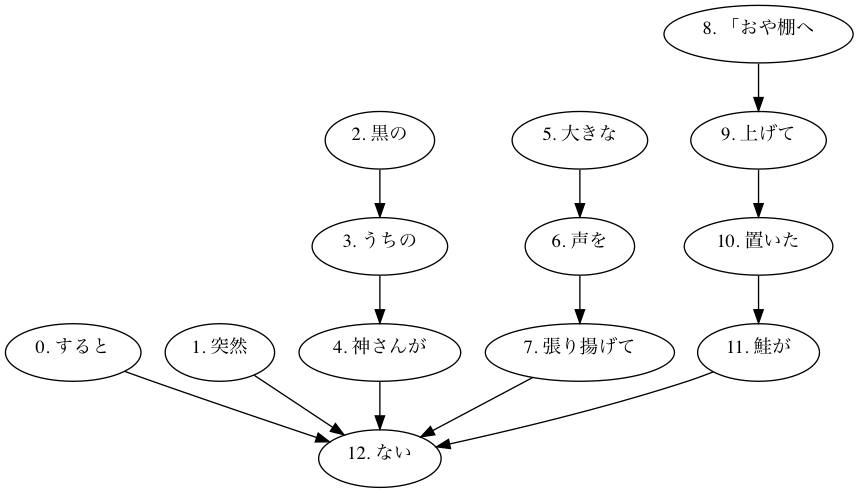 8. 「おや棚へ
2. 黒の
5. 大きな
9. 上げて
3. うちの
6. 声を
10. 置いた
0. すると
1. 突然
4. 神さんが
7. 張り揚げて
11. 鮭が
12. ない